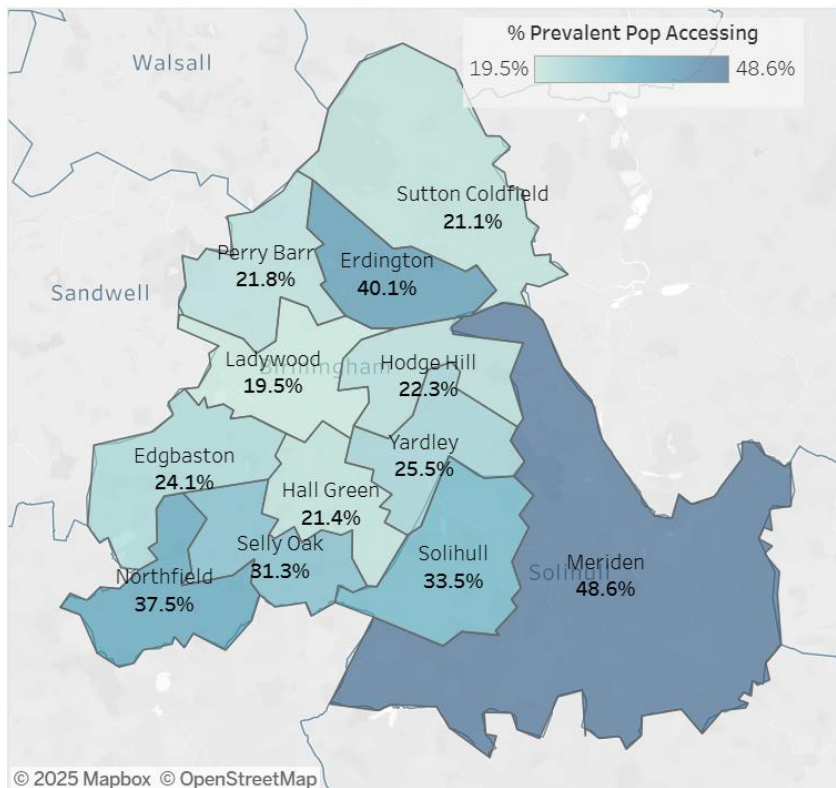 % Prevalent Pop Accessing
19.5%
48.6%
Walsall
Sutton Coldfield
21.1%
Perry Barr
21.8%
Erdington
40.1%
Sandwell
Birmingham
Ladywood
19.5%
Hodge Hill
22.3%
Edgbaston
24.1%
Yardley
25.5%
Hall Green
21.4%
Selly Oak
31.3%
Solihull
33.5%
Northfield
37.5%
Solihull
Meriden
48.6%
© 2025 Mapbox © OpenStreetMap